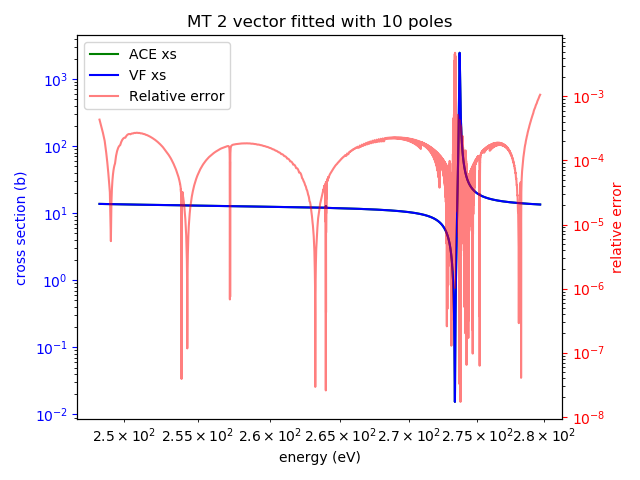 MT 2 vector fitted with 10 poles
ACE xs
VF xs
Relative error
10³
10²
10¹
10⁰
10⁻¹
10⁻²
cross section (b)
10⁻³
10⁻⁴
10⁻⁵
10⁻⁶
10⁻⁷
10⁻⁸
relative error
2.5 × 10² 2.55 × 10² 2.6 × 10² 2.65 × 10² 2.7 × 10² 2.75 × 10² 2.8 × 10²
energy (eV)